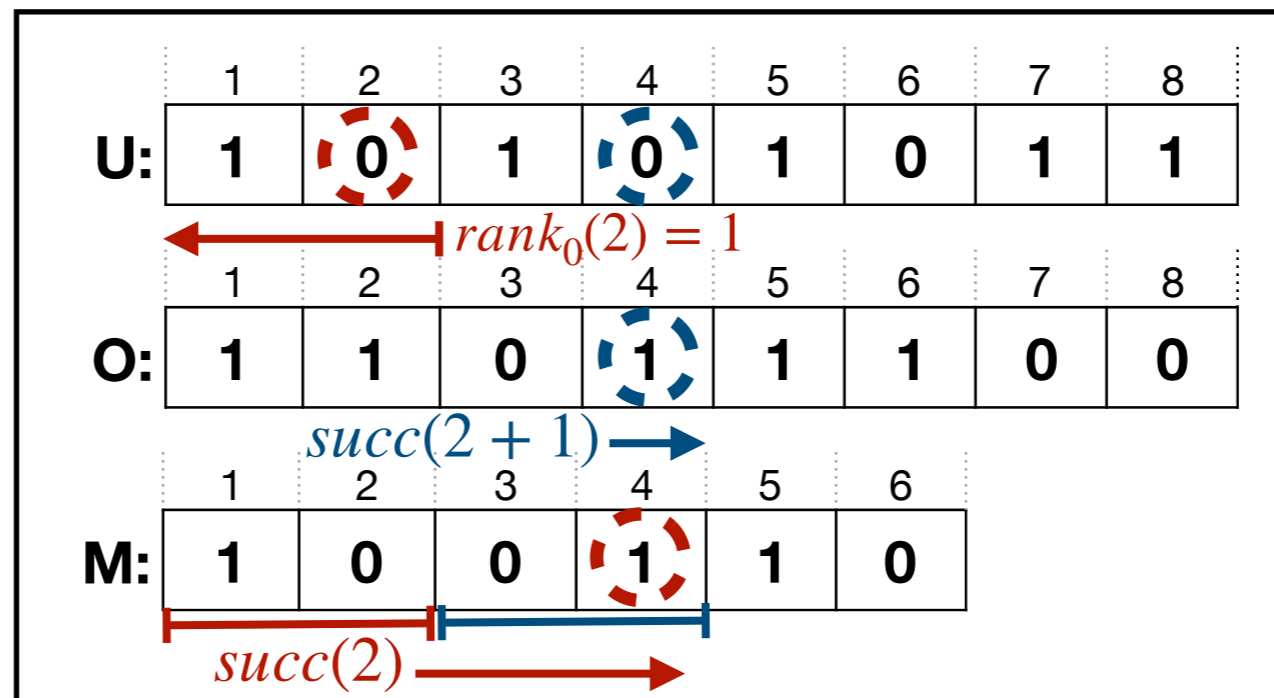 1 2 3 4 5 6 7 8
U: 1 0 1 0 1 0 1 1
rank₀(2) = 1
1 2 3 4 5 6 7 8
O: 1 1 0 1 1 1 0 0
succ(2 + 1)
1 2 3 4 5 6
M: 1 0 0 1 1 0
succ(2)